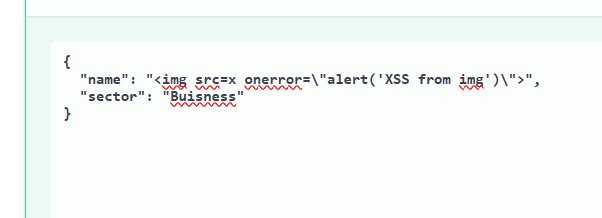 {
"name": "<img src=x onerror=\"alert('XSS from img')\">",
"sector": "Buisness"
}